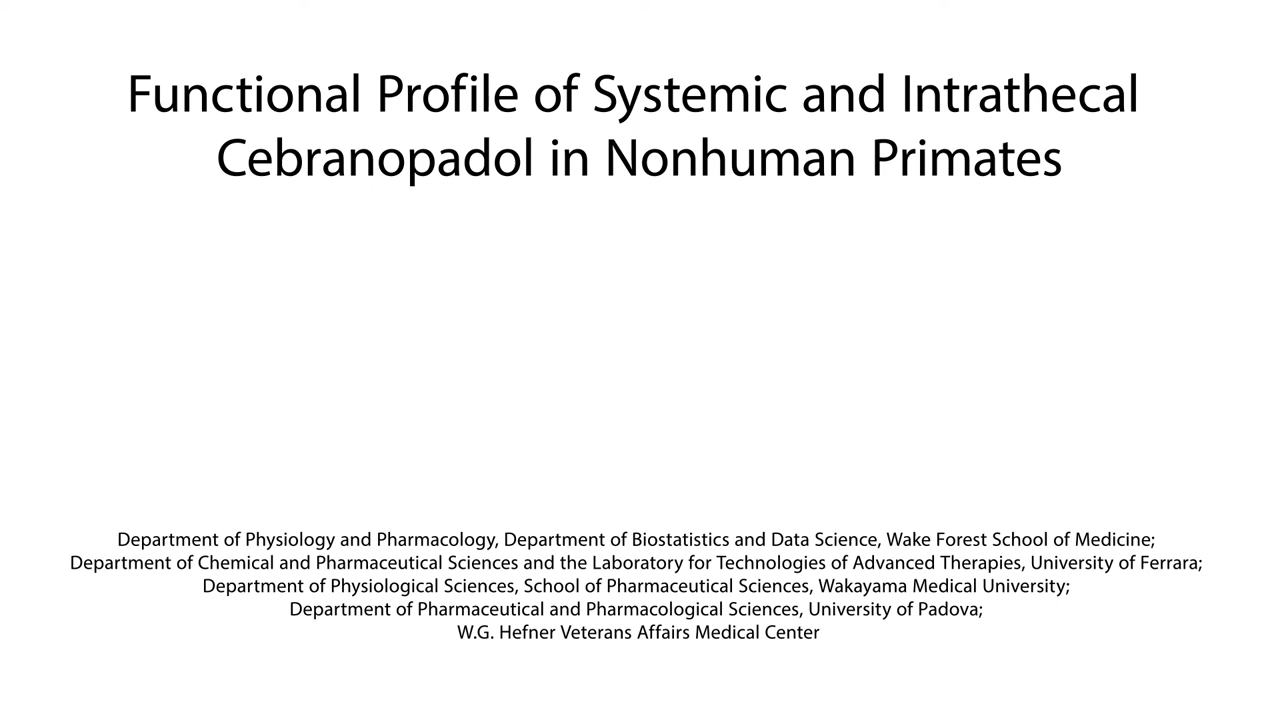 Functional Profile of Systemic and Intrathecal
Cebranopadol in Nonhuman Primates
Department of Physiology and Pharmacology, Department of Biostatistics and Data Science, Wake Forest School of Medicine;
Department of Chemical and Pharmaceutical Sciences and the Laboratory for Technologies of Advanced Therapies, University of Ferrara;
Department of Physiological Sciences, School of Pharmaceutical Sciences, Wakayama Medical University;
Department of Pharmaceutical and Pharmacological Sciences, University of Padova;
W.G. Hefner Veterans Affairs Medical Center